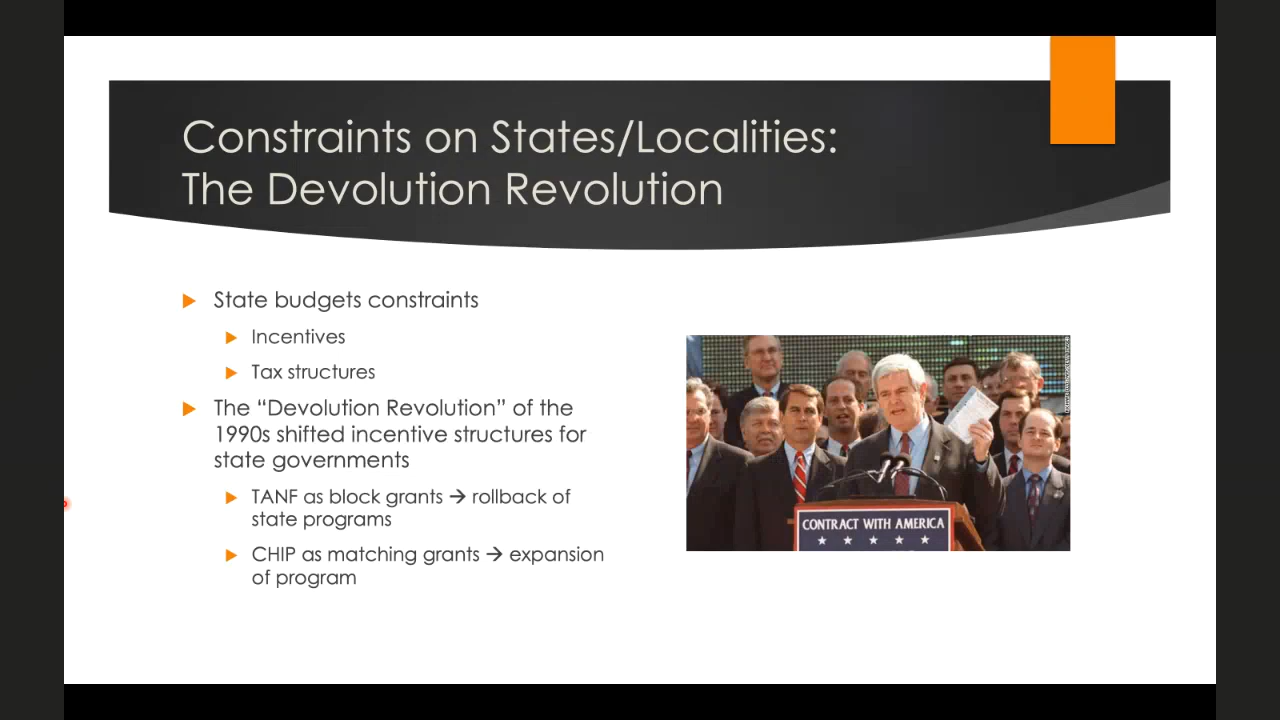 Constraints on States/Localities:
The Devolution Revolution
State budgets constraints
Incentives
Tax structures
The “Devolution Revolution” of the
1990s shifted incentive structures for
state governments
TANF as block grants → rollback of
state programs
CHIP as matching grants → expansion
of program
CONTRACT WITH AMERICA